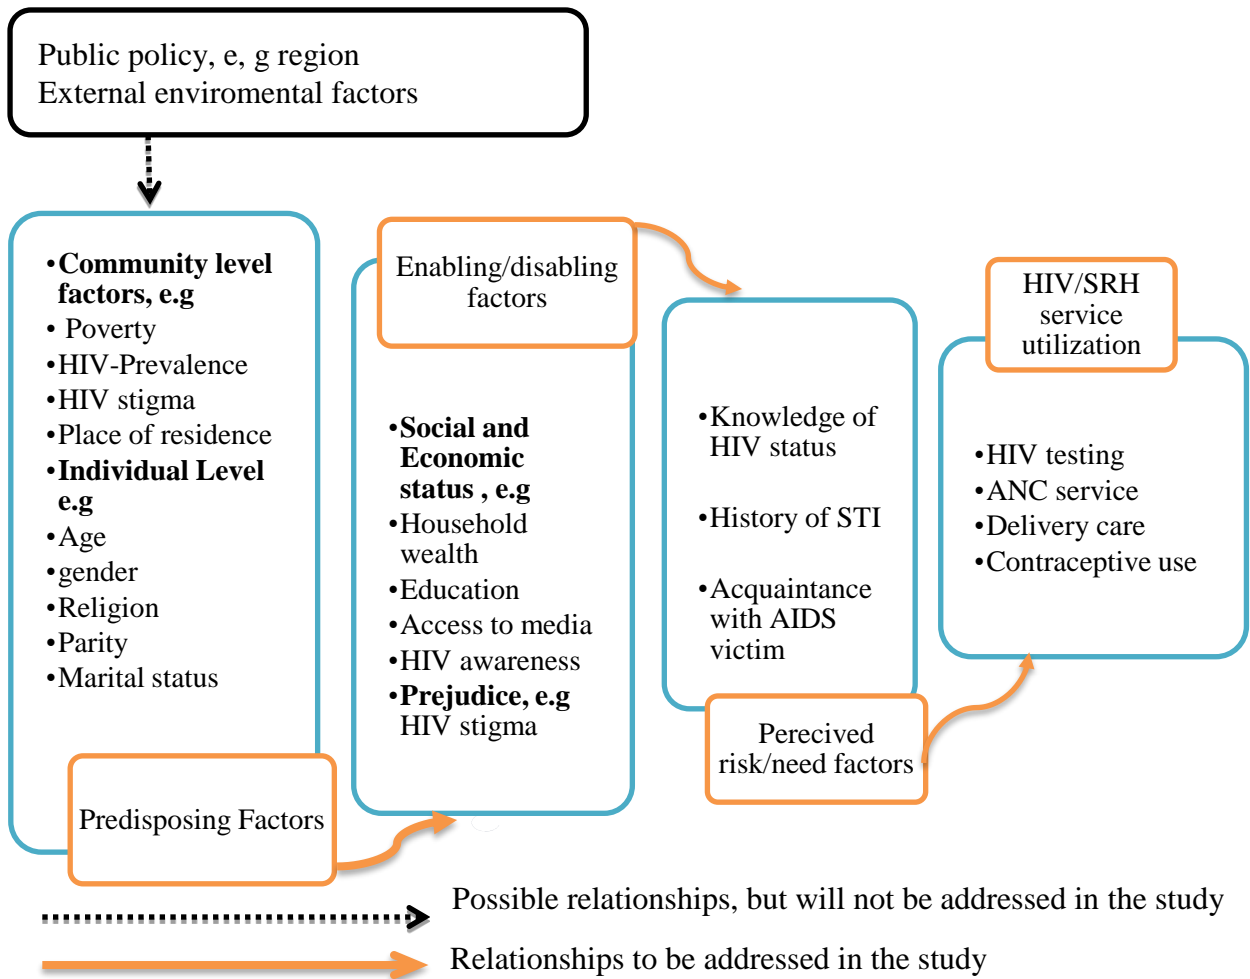 Public policy, e, g region
External enviromental factors
•Community level
factors, e.g
• Poverty
•HIV-Prevalence
•HIV stigma
•Place of residence
•Individual Level
e.g
•Age
•gender
•Religion
•Parity
•Marital status
Predisposing Factors
Enabling/disabling
factors
•Social and
Economic
status , e.g
•Household
wealth
•Education
•Access to media
•HIV awareness
•Prejudice, e.g
HIV stigma
•Knowledge of
HIV status
•History of STI
•Acquaintance
with AIDS
victim
Perecived
risk/need factors
HIV/SRH
service
utilization
•HIV testing
•ANC service
•Delivery care
•Contraceptive use
Possible relationships, but will not be addressed in the study
Relationships to be addressed in the study